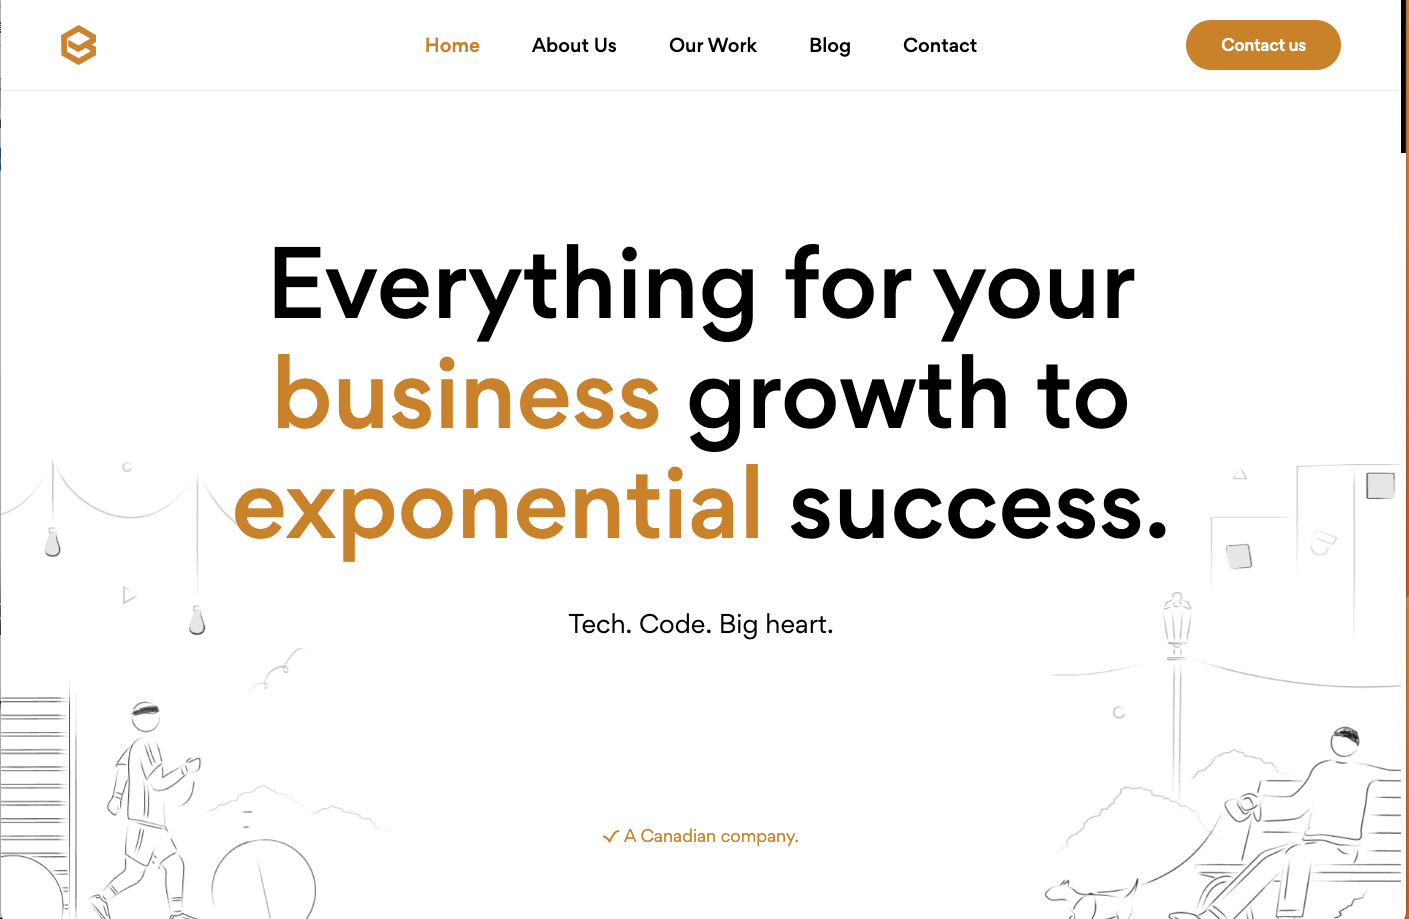 Home About Us Our Work Blog Contact Contact us
Everything for your
business growth to
exponential success.
Tech. Code. Big heart.
A Canadian company.